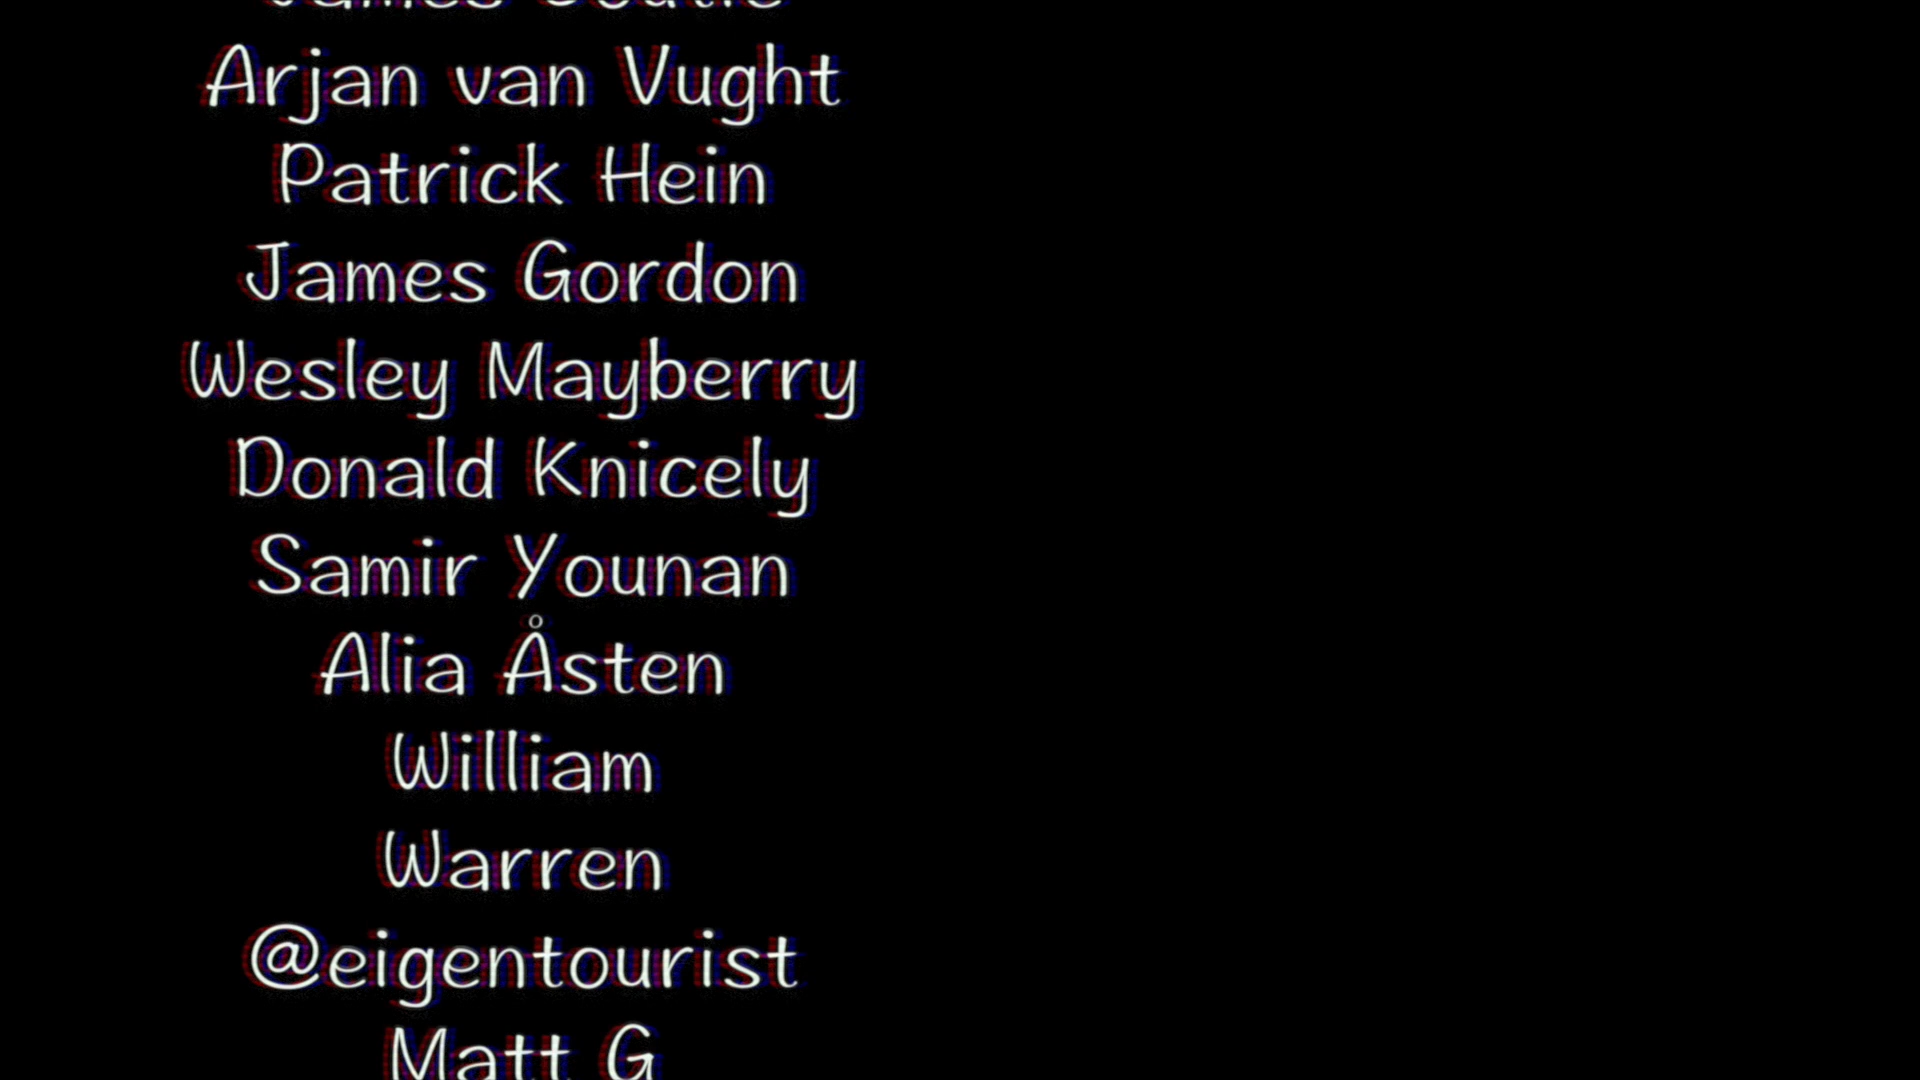 James
Arjan van Vught
Patrick Hein
James Gordon
Wesley Mayberry
Donald Knicely
Samir Younan
Alia Åsten
William
Warren
@eigentourist
Matt G